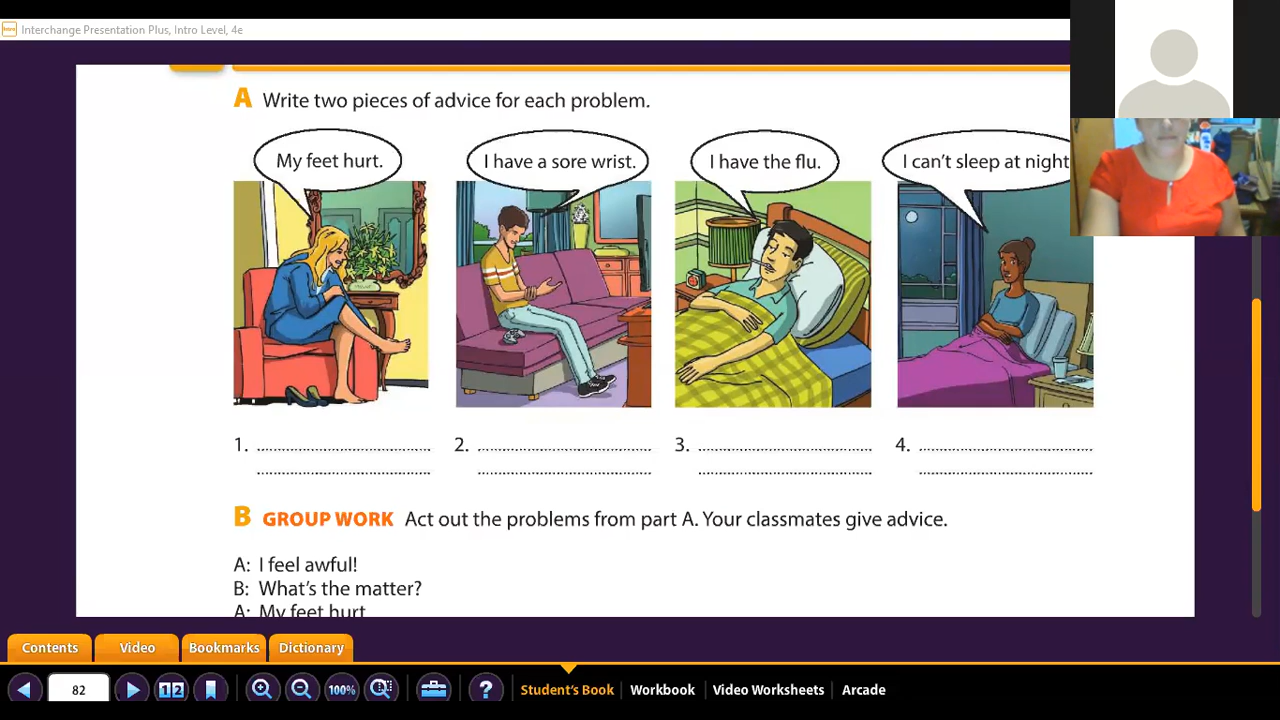 Interchange Presentation Plus, Intro Level, 4e
A Write two pieces of advice for each problem.
My feet hurt.
I have a sore wrist.
I have the flu.
I can't sleep at night
1.
2.
3.
4.
B GROUP WORK Act out the problems from part A. Your classmates give advice.
A: I feel awful!
B: What's the matter?
A: My feet hurt
Contents
Video
Bookmarks
Dictionary
82
1 2
100%
?
Student's Book
Workbook
Video Worksheets
Arcade